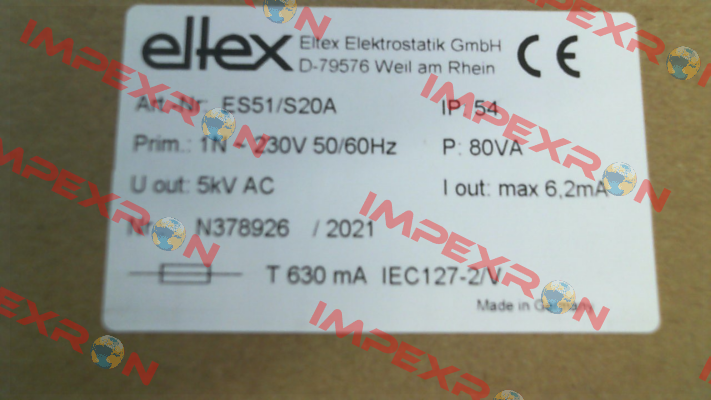 eltex Eltex Elektrostatik GmbH CE
D-79576 Weil am Rhein
Art.-Nr: ES51/S20A IP 54
Prim.: 1N ~ 230V 50/60Hz P: 80VA
U out: 5kV AC I out: max 6,2mA
Nr. N378926 / 2021
T 630 mA IEC127-2/V
Made in Germany
IMPEXRON
IMPEXRON
IMPEXRON
IMPEXRON
IMPEXRON